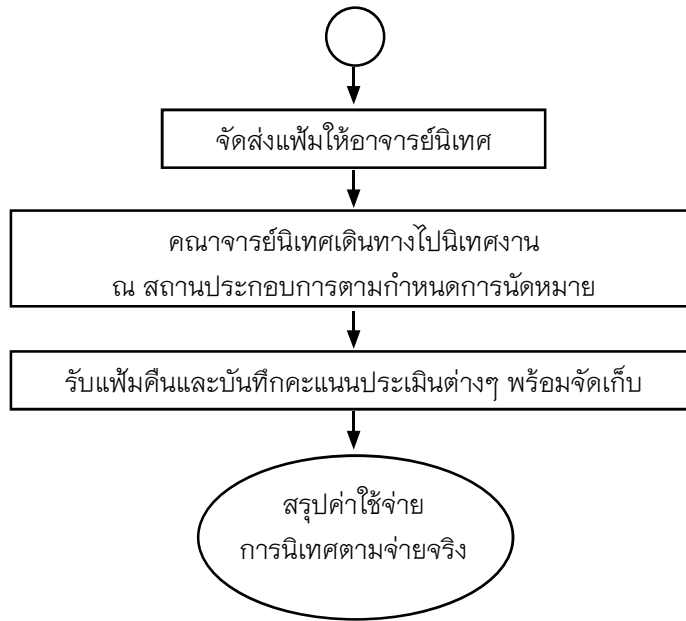 จัดส่งแฟ้มให้อาจารย์นิเทศ
คณาจารย์นิเทศเดินทางไปนิเทศงาน
ณ สถานประกอบการตามกำหนดการนัดหมาย
รับแฟ้มคืนและบันทึกคะแนนประเมินต่างๆ พร้อมจัดเก็บ
สรุปค่าใช้จ่าย
การนิเทศตามจ่ายจริง